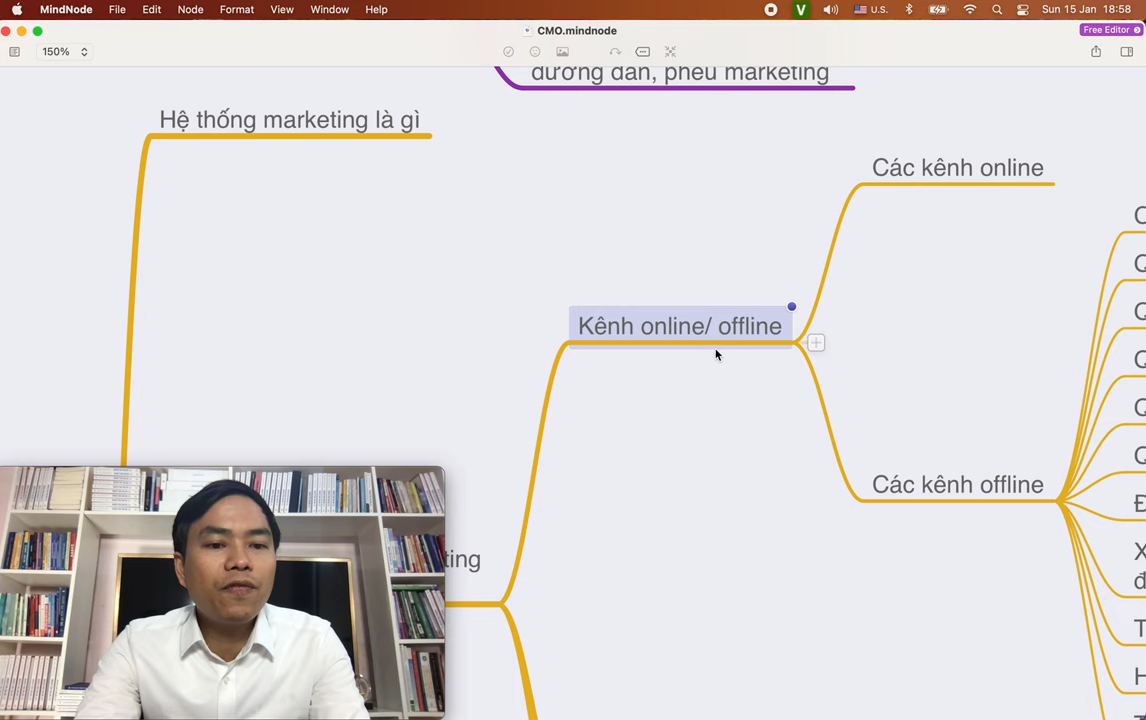 MindNode File Edit Node Format View Window Help V U.S. Sun 15 Jan 18:58
CMO.mindnode
Free Editor
150%
đường dẫn, phễu marketing
Hệ thống marketing là gì
Các kênh online
Kênh online/ offline
Các kênh offline
ting